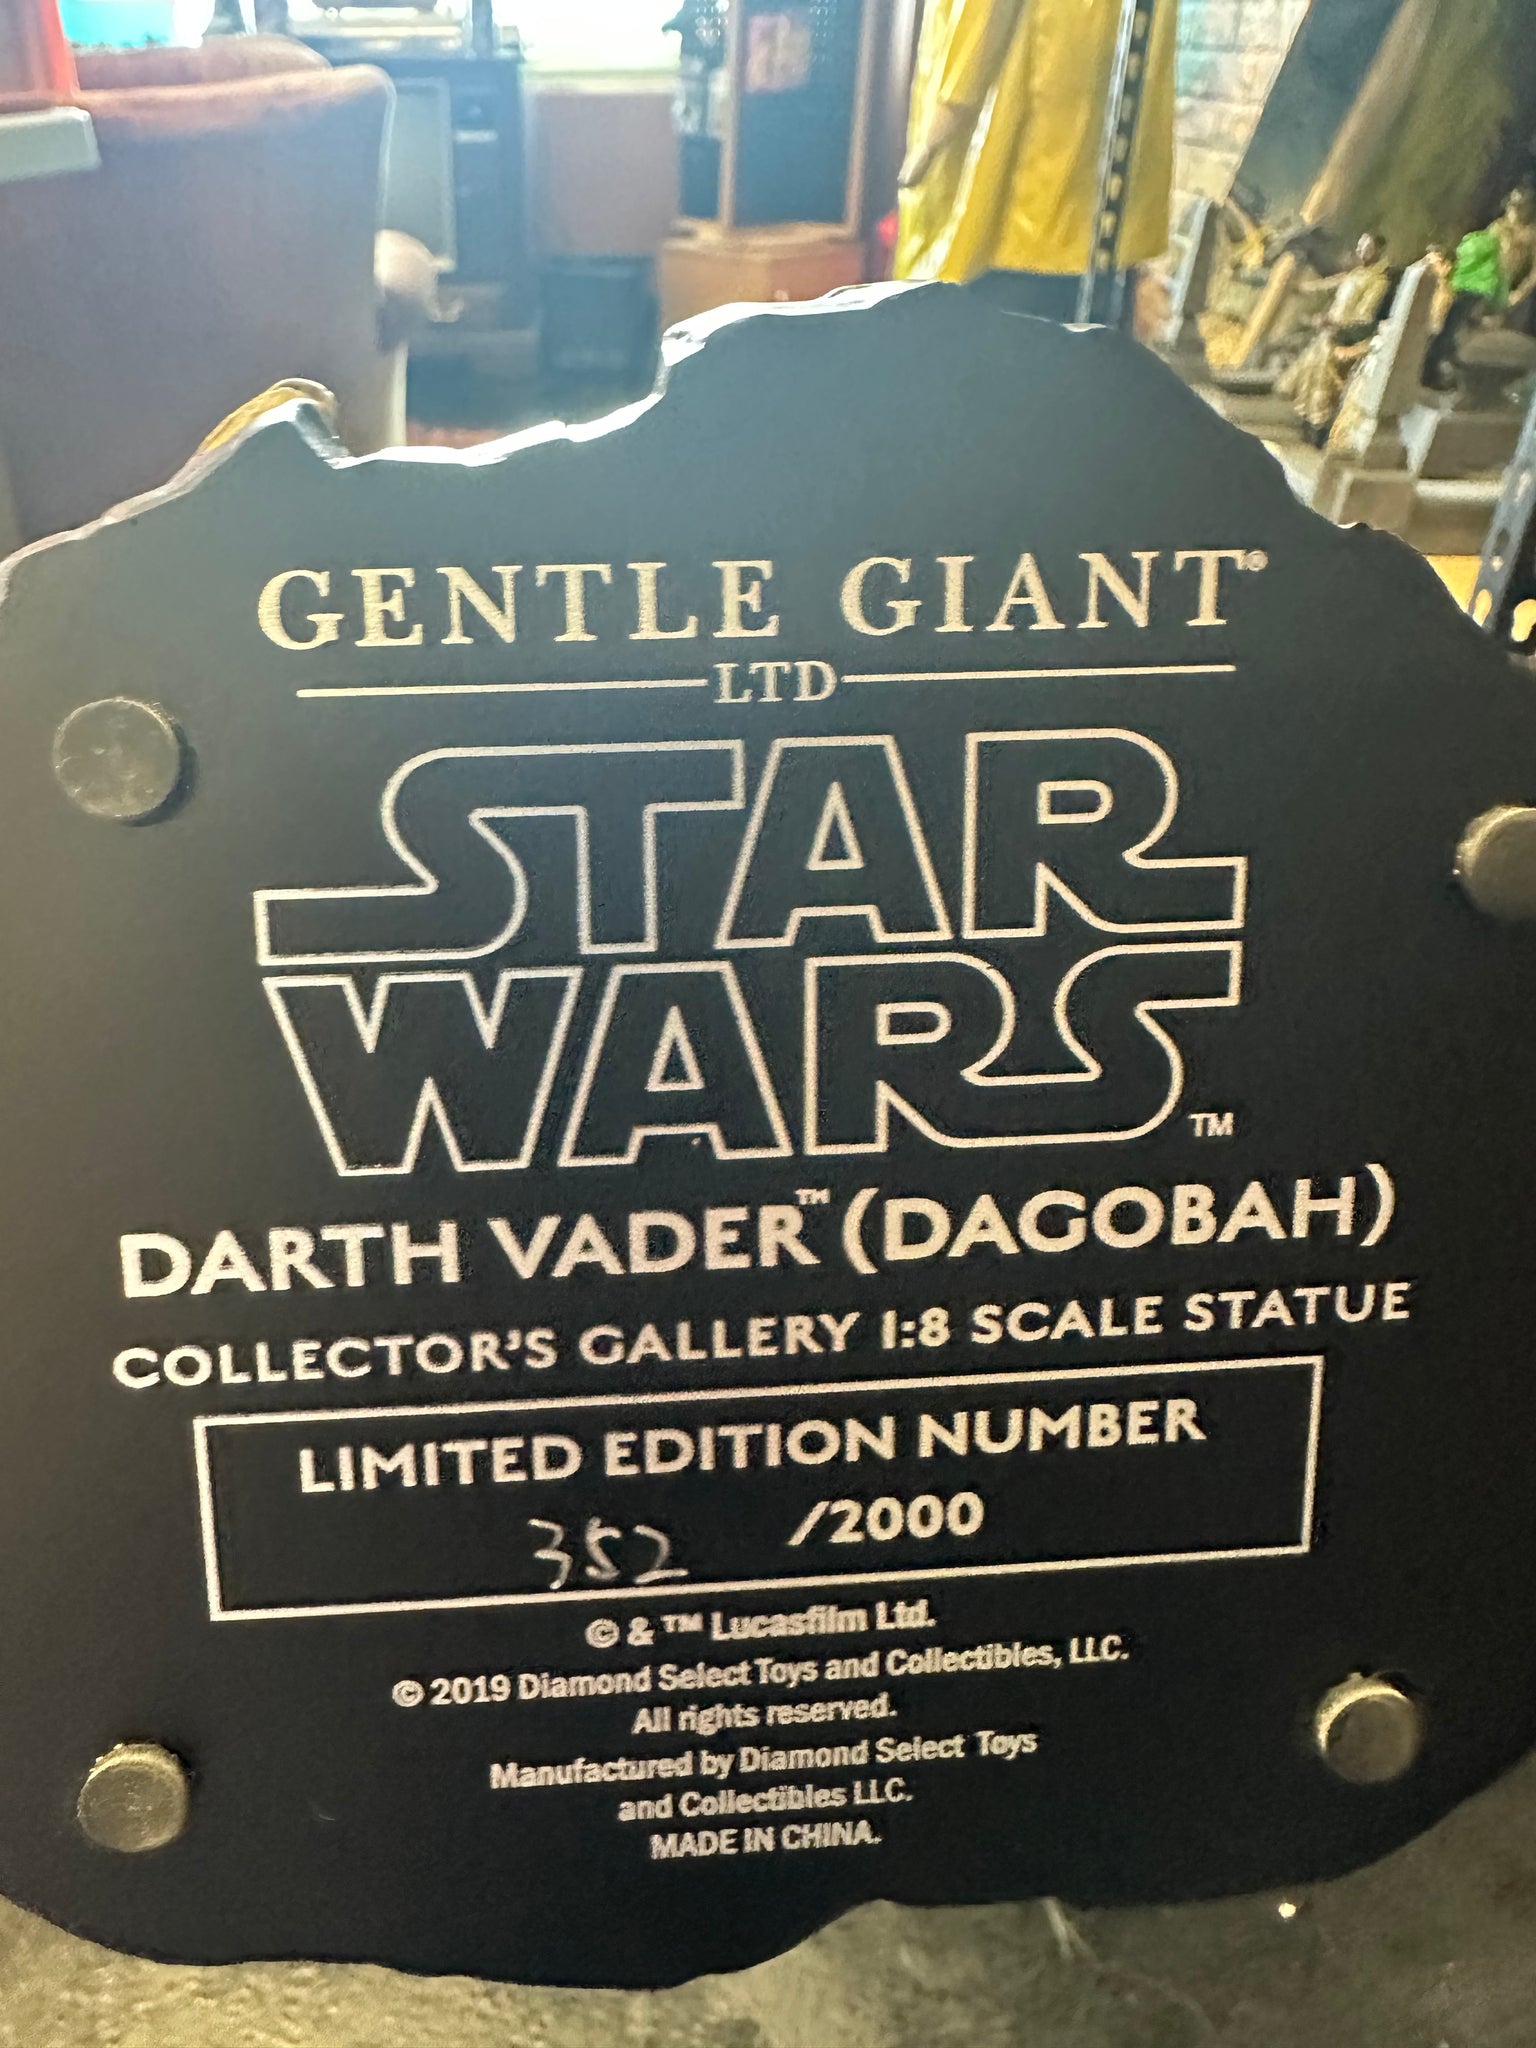 GENTLE GIANT®
LTD
STAR
WARS™
DARTH VADER™ (DAGOBAH)
COLLECTOR'S GALLERY 1:8 SCALE STATUE
LIMITED EDITION NUMBER
352 /2000
© & ™ Lucasfilm Ltd.
© 2019 Diamond Select Toys and Collectibles, LLC.
All rights reserved.
Manufactured by Diamond Select Toys
and Collectibles LLC.
MADE IN CHINA.